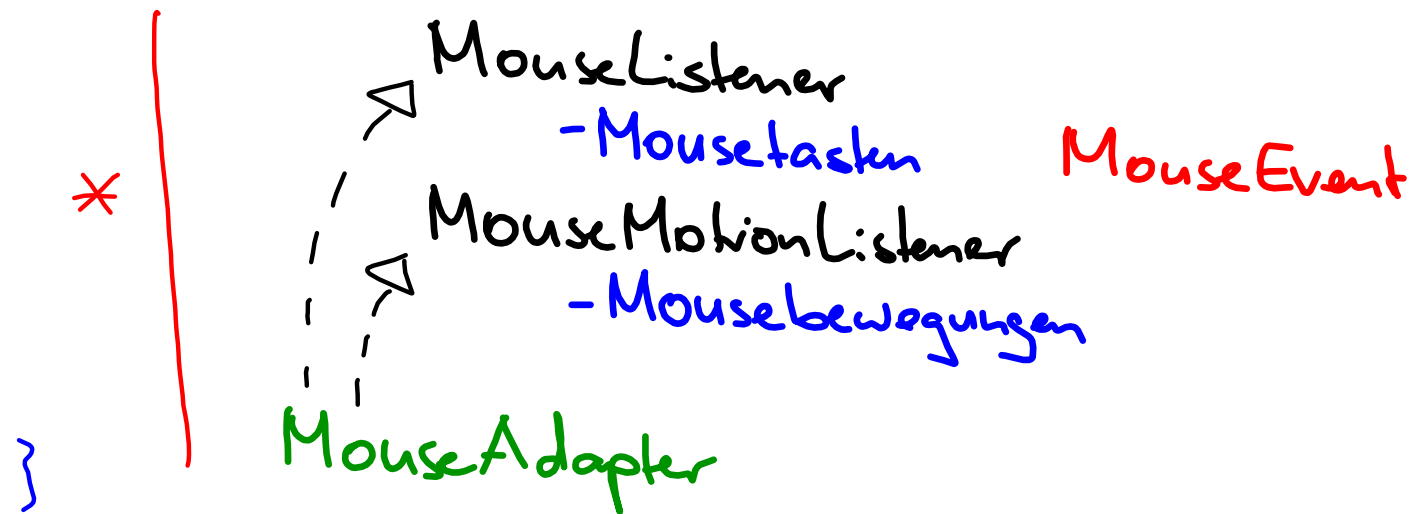 MouseListener
-Mousetasten
MouseEvent
*
MouseMotionListener
-Mousebewegungen
MouseAdapter
}